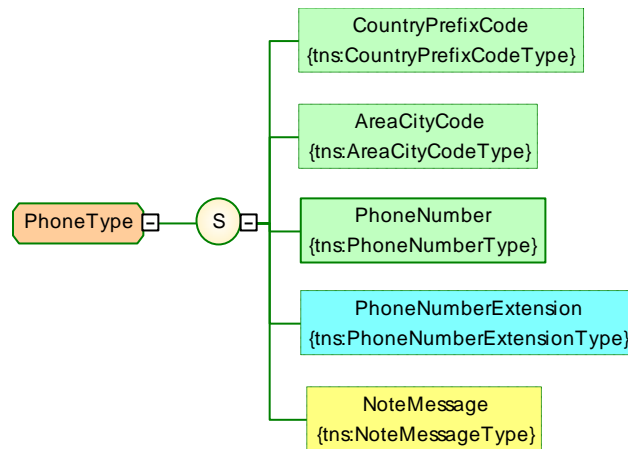 CountryPrefixCode
{tns:CountryPrefixCodeType}
AreaCityCode
{tns:AreaCityCodeType}
PhoneType
S
PhoneNumber
{tns:PhoneNumberType}
PhoneNumberExtension
{tns:PhoneNumberExtensionType}
NoteMessage
{tns:NoteMessageType}